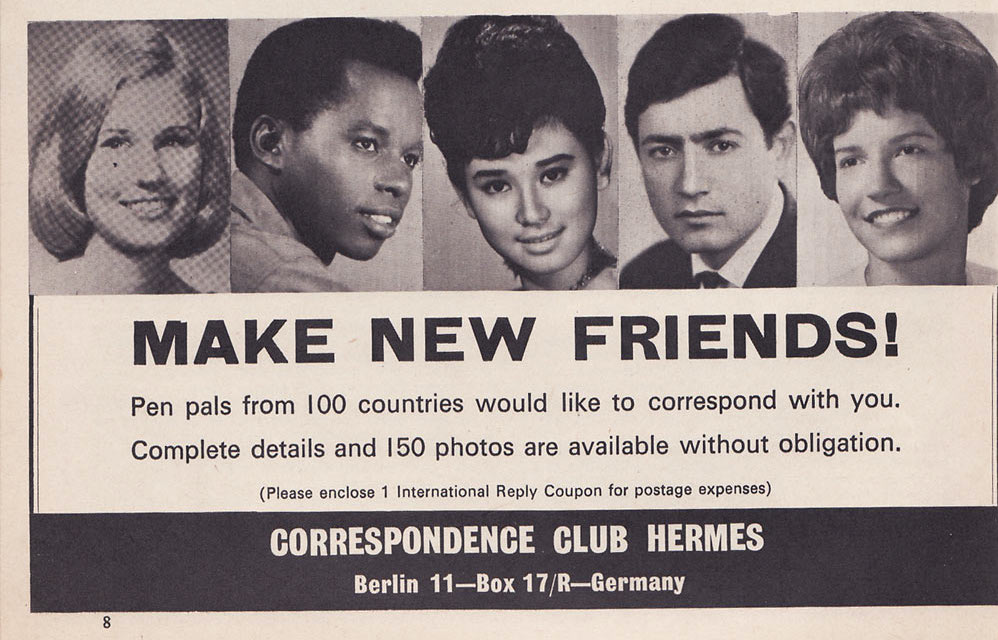 MAKE NEW FRIENDS!
Pen pals from 100 countries would like to correspond with you.
Complete details and 150 photos are available without obligation.
(Please enclose 1 International Reply Coupon for postage expenses)
CORRESPONDENCE CLUB HERMES
Berlin 11—Box 17/R—Germany
8